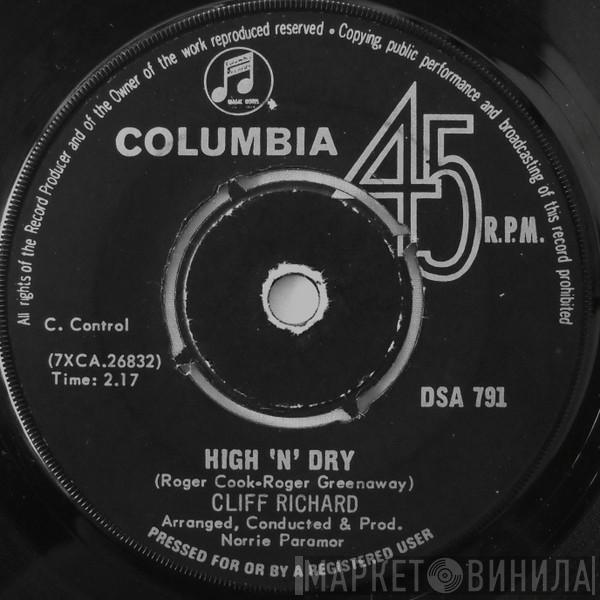 All rights of the Record Producer and of the Owner of the work reproduced reserved • Copying, public performance and broadcasting of this record prohibited
COLUMBIA
45
R.P.M.
C. Control
(7XCA.26832)
Time: 2.17
DSA 791
HIGH 'N' DRY
(Roger Cook-Roger Greenaway)
CLIFF RICHARD
Arranged, Conducted & Prod.
Norrie Paramor
PRESSED FOR OR BY A REGISTERED USER
МАРКЕТ ВИНИЛА